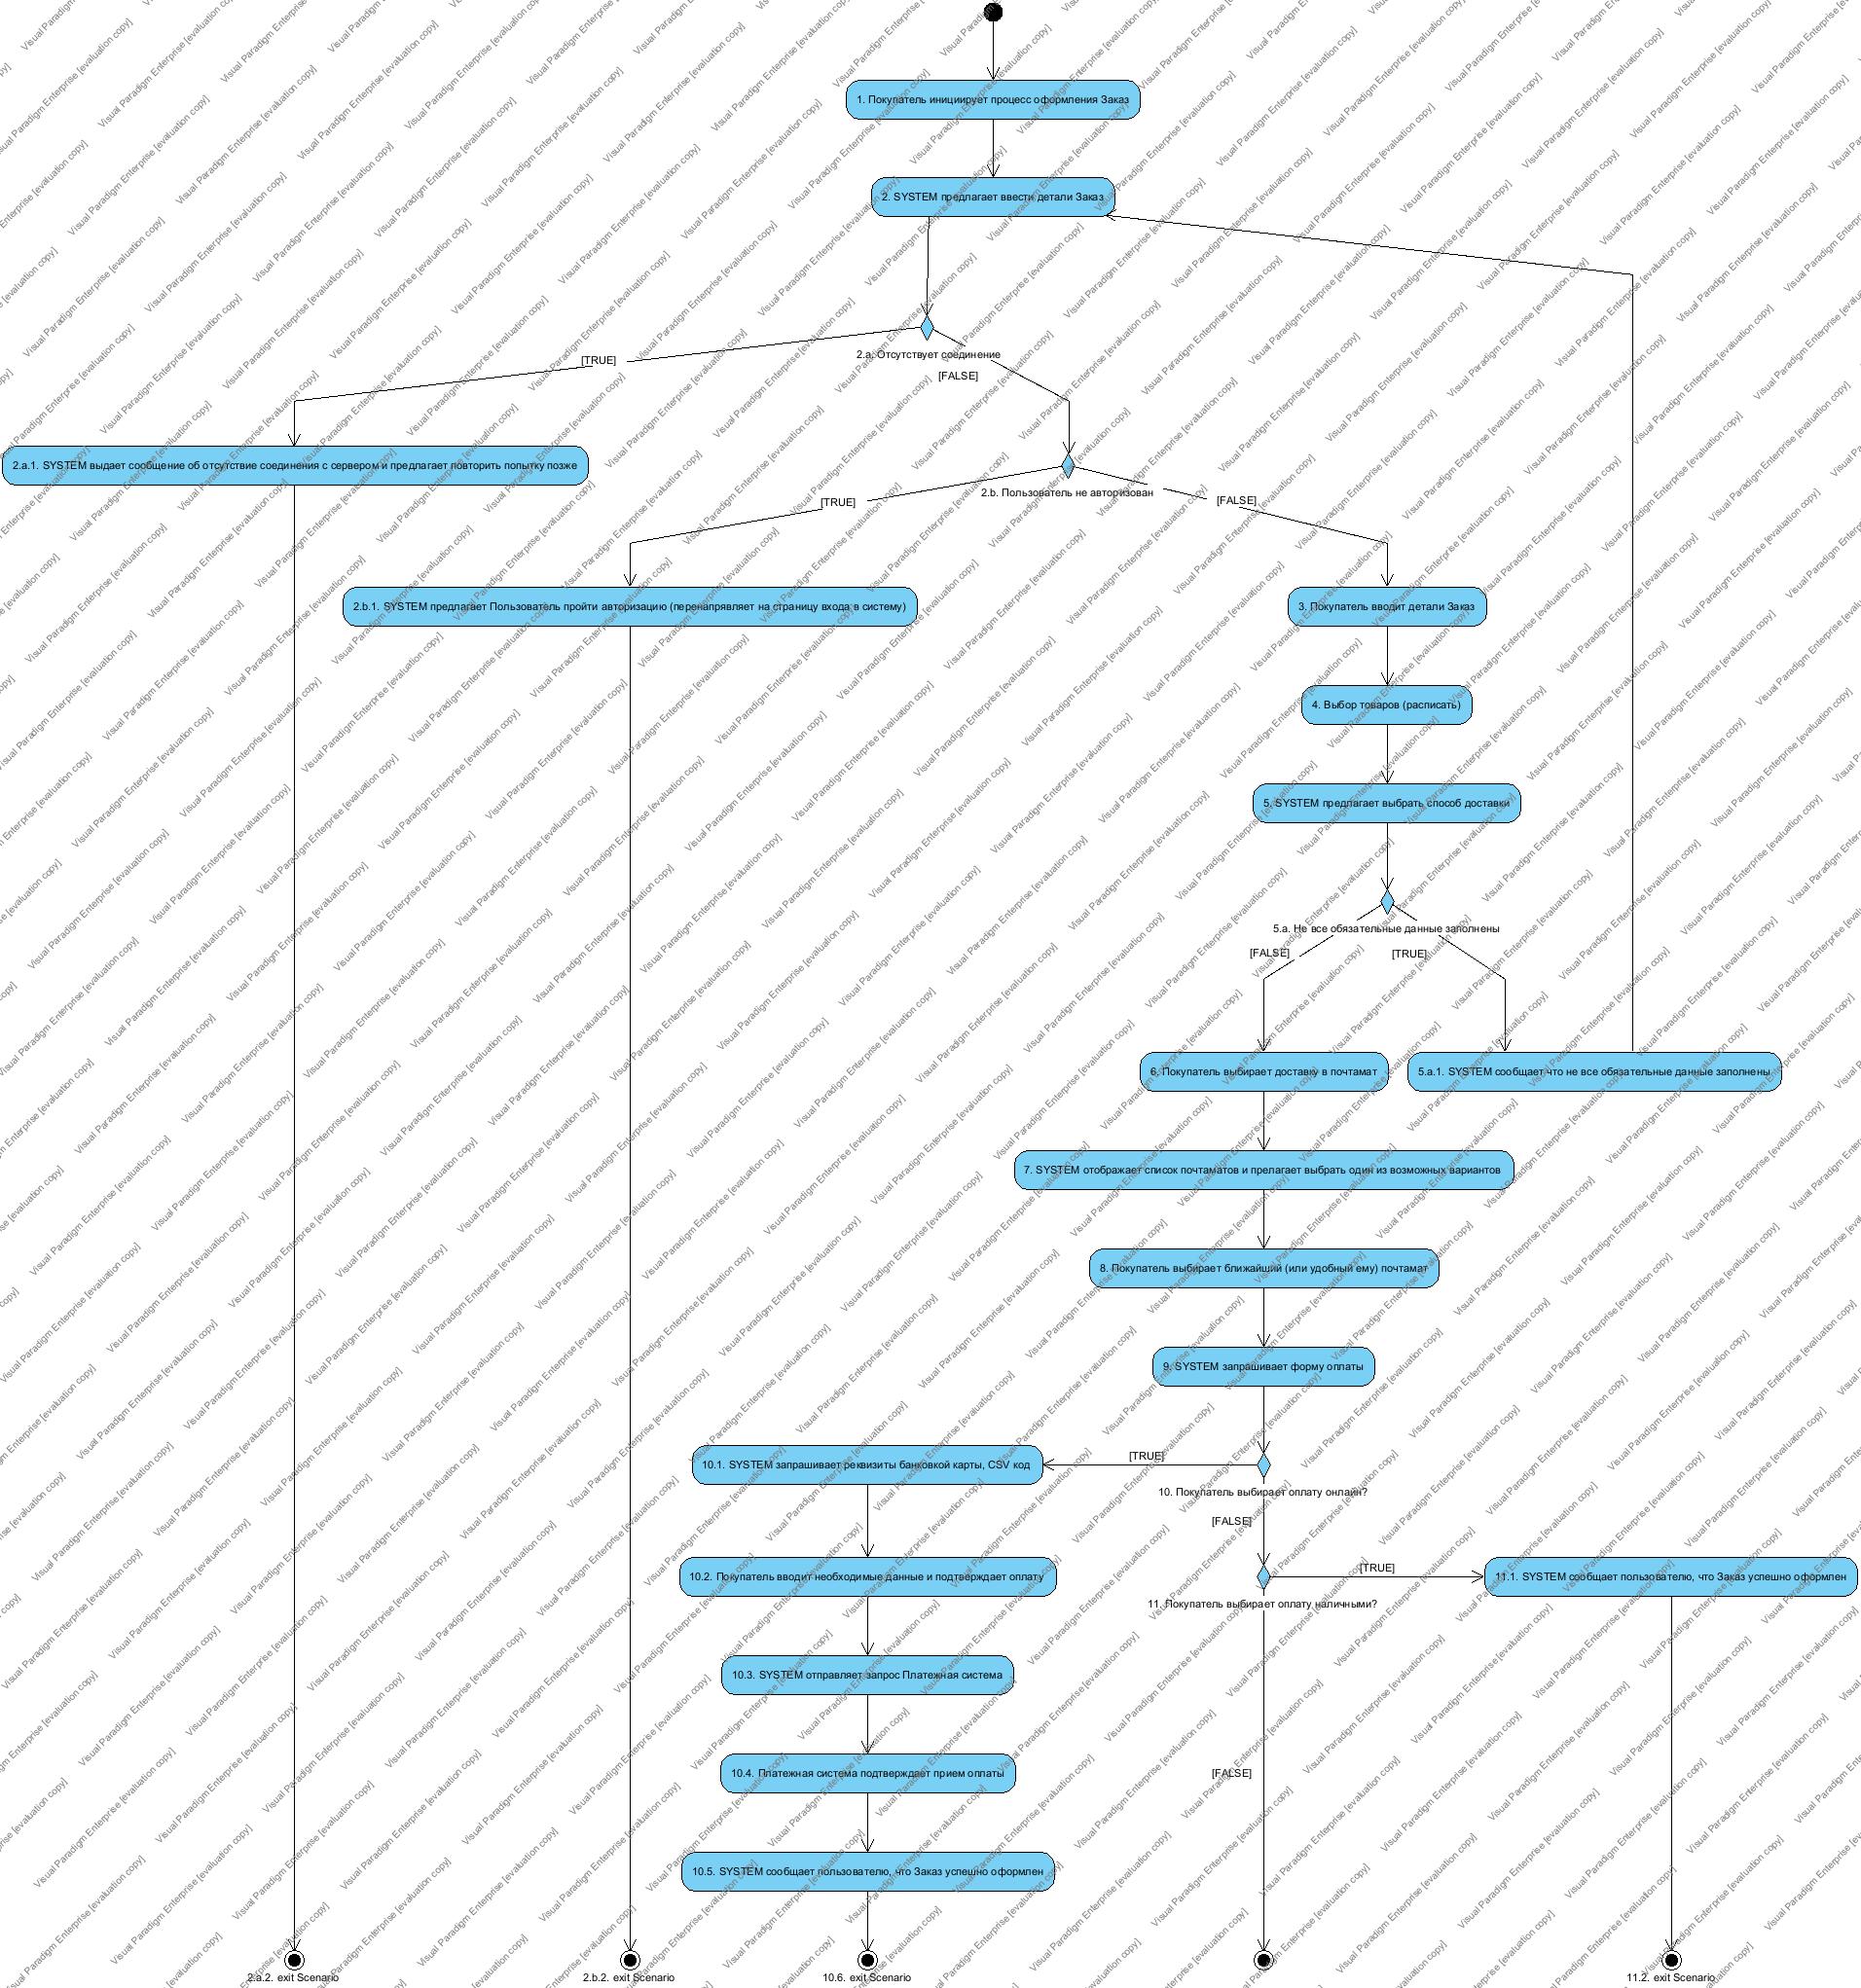 1. Покупатель инициирует процесс оформления Заказ
2. SYSTEM предлагает ввести детали Заказ
2.a. Отсутствует соединение
[TRUE]
[FALSE]
2.a.1. SYSTEM выдает сообщение об отсутствие соединения с сервером и предлагает повторить попытку позже
2.b. Пользователь не авторизован
[TRUE]
[FALSE]
2.b.1. SYSTEM предлагает Пользователь пройти авторизацию (перенапрявляет на страницу входа в систему)
3. Покупатель вводит детали Заказ
4. Выбор товаров (расписать)
5. SYSTEM предлагает выбрать способ доставки
5.a. Не все обязательные данные заполнены
[FALSE]
[TRUE]
6. Покупатель выбирает доставку в почтамат
5.a.1. SYSTEM сообщает что не все обязательные данные заполнены
7. SYSTEM отображает список почтаматов и прелагает выбрать один из возможных вариантов
8. Покупатель выбирает ближайший (или удобный ему) почтамат
9. SYSTEM запрашивает форму оплаты
10.1. SYSTEM запрашивает реквизиты банковкой карты, CSV код
[TRUE]
10. Покупатель выбирает оплату онлайн?
[FALSE]
10.2. Покупатель вводит необходимые данные и подтверждает оплату
[TRUE]
11.1. SYSTEM сообщает пользователю, что Заказ успешно оформлен
11. Покупатель выбирает оплату наличными?
10.3. SYSTEM отправляет запрос Платежная система
10.4. Платежная система подтверждает прием оплаты
[FALSE]
10.5. SYSTEM сообщает пользователю, что Заказ успешно оформлен
2.a.2. exit Scenario
2.b.2. exit Scenario
10.6. exit Scenario
11.2. exit Scenario
Visual Paradigm Enterprise [evaluation copy]